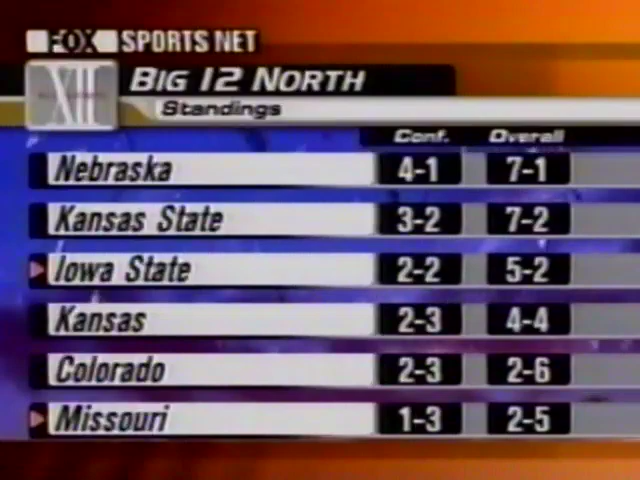 FOX SPORTS NET
XII BIG 12 NORTH
Standings
Conf. Overall
Nebraska 4-1 7-1
Kansas State 3-2 7-2
Iowa State 2-2 5-2
Kansas 2-3 4-4
Colorado 2-3 2-6
Missouri 1-3 2-5